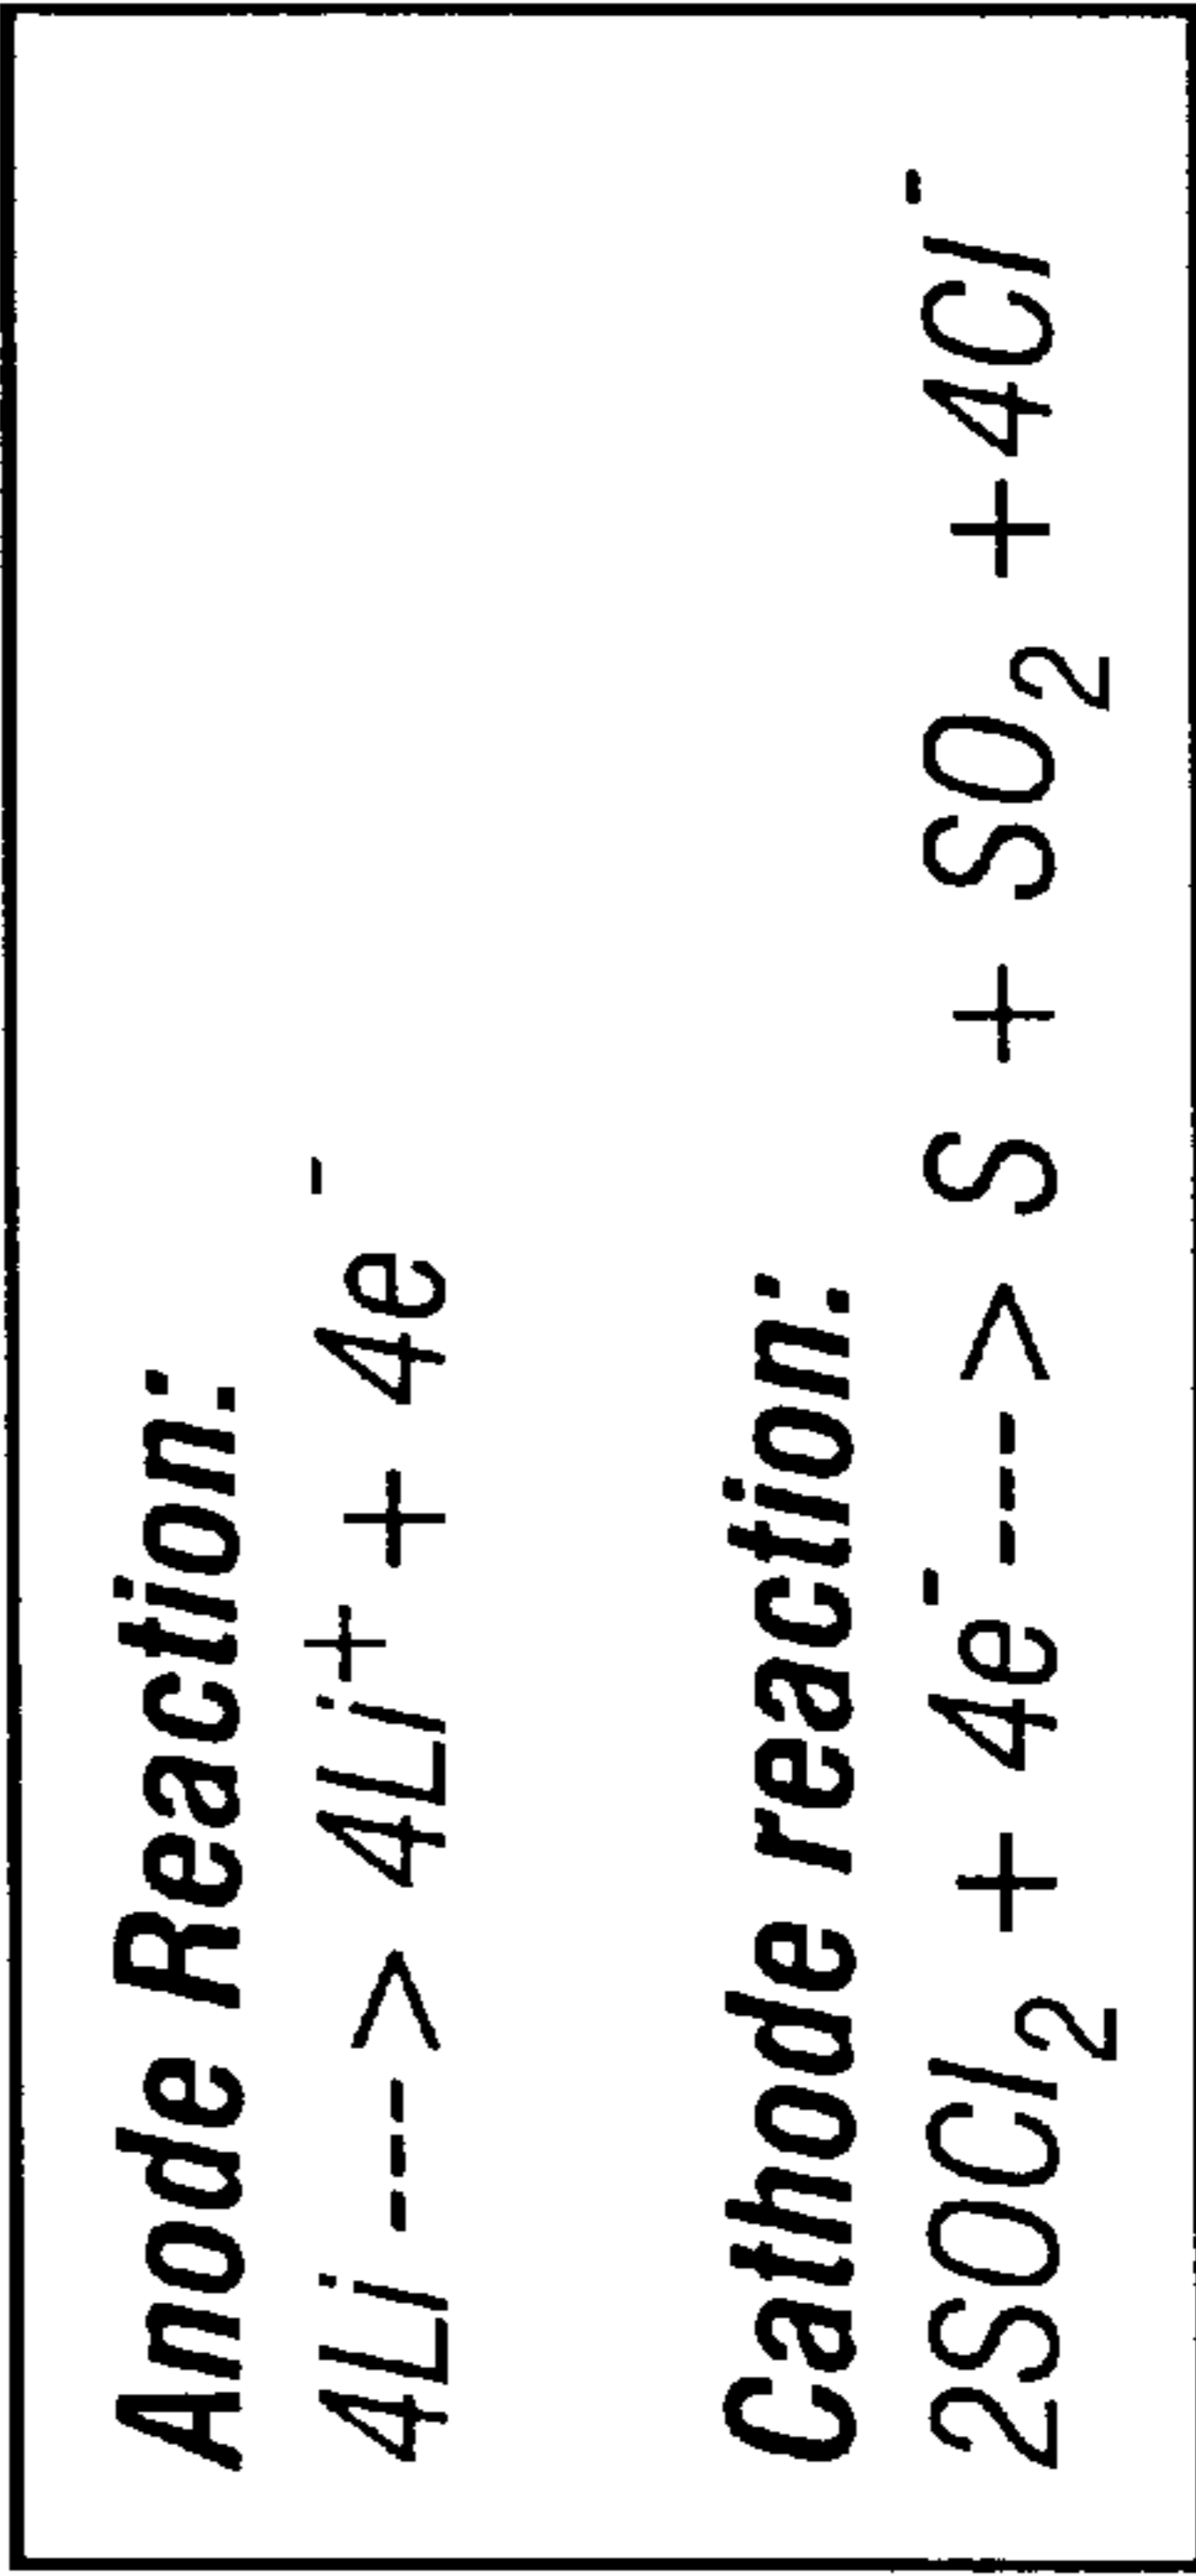 Anode Reaction:
4Li ---> 4Li⁺ + 4e⁻
Cathode reaction:
2SOCl₂ + 4e⁻ ---> S + SO₂ + 4Cl⁻